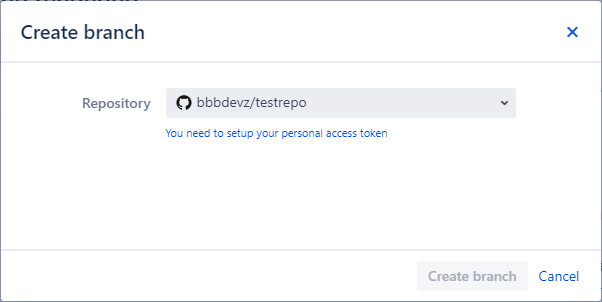 Create branch
Repository
bbbdevz/testrepo
You need to setup your personal access token
Create branch
Cancel